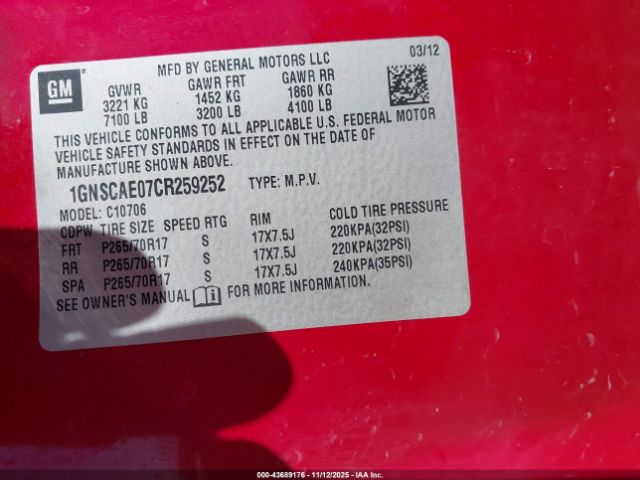 GM
MFD BY GENERAL MOTORS LLC 03/12
GVWR GAWR FRT GAWR RR
3221 KG 1452 KG 1860 KG
7100 LB 3200 LB 4100 LB
THIS VEHICLE CONFORMS TO ALL APPLICABLE U.S. FEDERAL MOTOR
VEHICLE SAFETY STANDARDS IN EFFECT ON THE DATE OF
MANUFACTURE SHOWN ABOVE.
1GNSCAE07CR259252 TYPE: M.P.V.
MODEL: C10706
CDPW TIRE SIZE SPEED RTG RIM COLD TIRE PRESSURE
FRT P265/70R17 S 17X7.5J 220KPA(32PSI)
RR P265/70R17 S 17X7.5J 220KPA(32PSI)
SPA P265/70R17 S 17X7.5J 240KPA(35PSI)
SEE OWNER'S MANUAL i FOR MORE INFORMATION.
000-43689176 - 11/12/2025 - IAA Inc.